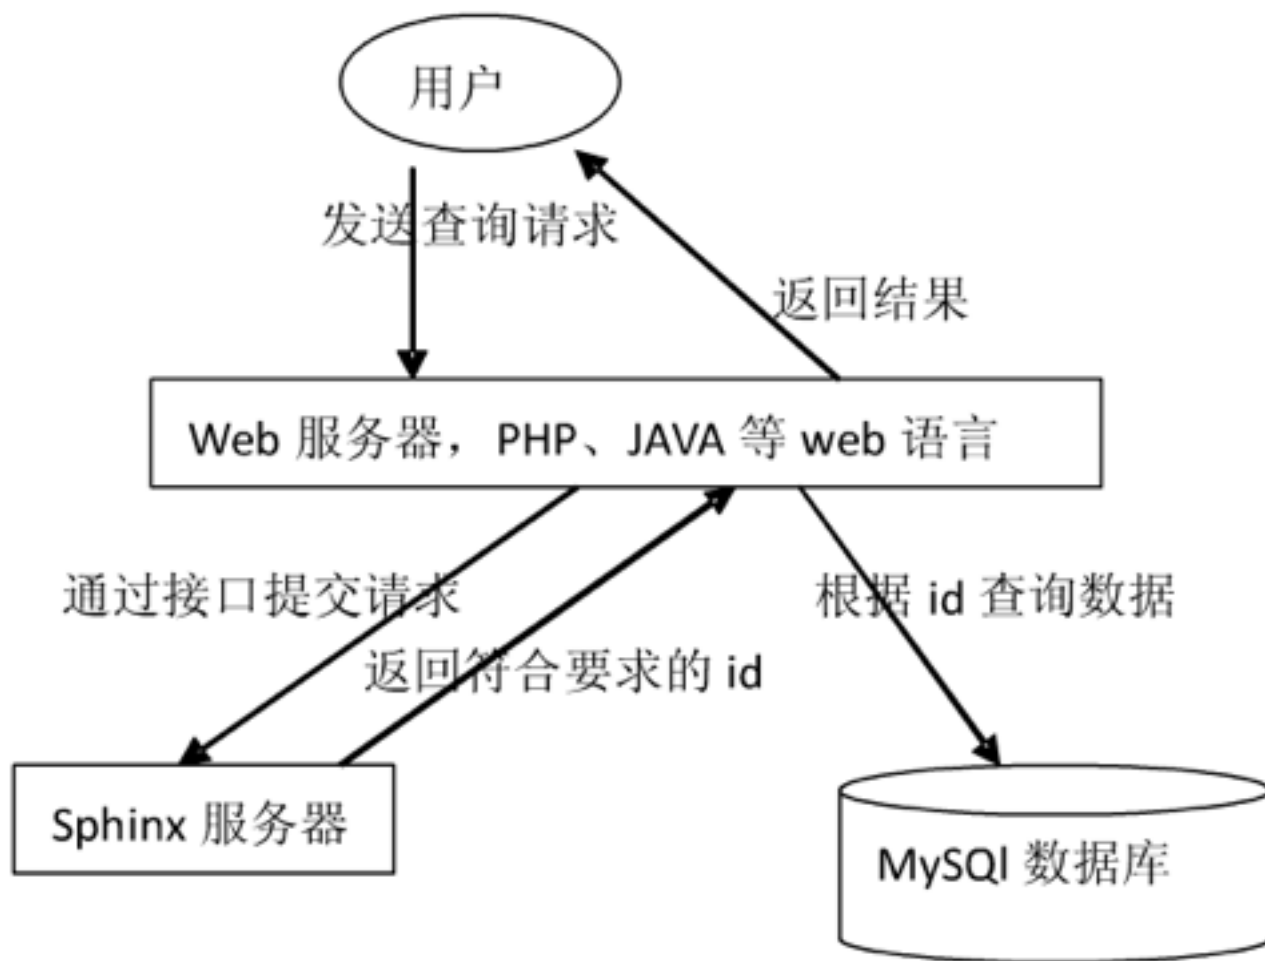 用户
发送查询请求
返回结果
Web 服务器，PHP、JAVA 等 web 语言
通过接口提交请求
根据 id 查询数据
返回符合要求的 id
Sphinx 服务器
MySQl 数据库